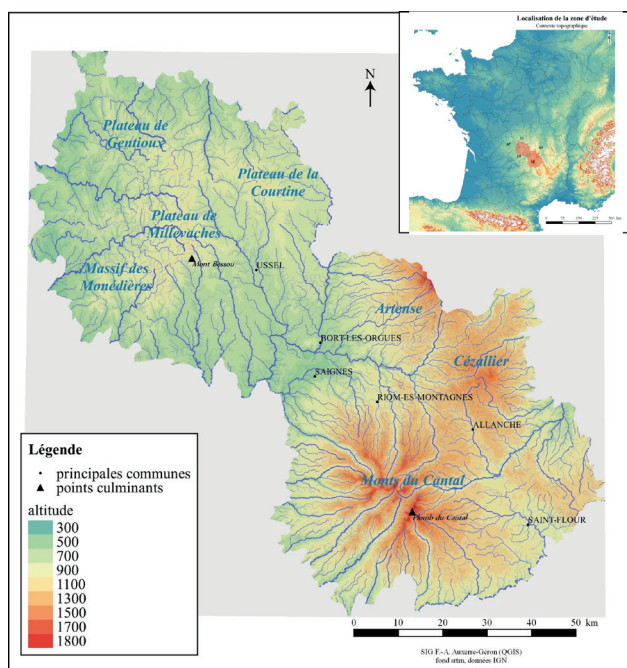 Localisation de la zone d'étude
Contexte topographique
N
Plateau de
Gentioux
Plateau de la
Courtine
Plateau de
Millevaches
Mont Bessou
USSEL
Massif des
Monédières
Artense
BORT-LES-ORGUES
Cézallier
SAIGNES
RIOM-ES-MONTAGNES
ALLANCHE
Monts du Cantal
Plomb du Cantal
SAINT-FLOUR
Légende
principales communes
points culminants
altitude
300
500
700
900
1100
1300
1500
1700
1800
0 10 20 30 40 50 km
SIG F.-A. Auxerre-Géron (QGIS)
fond srtm, données IGN